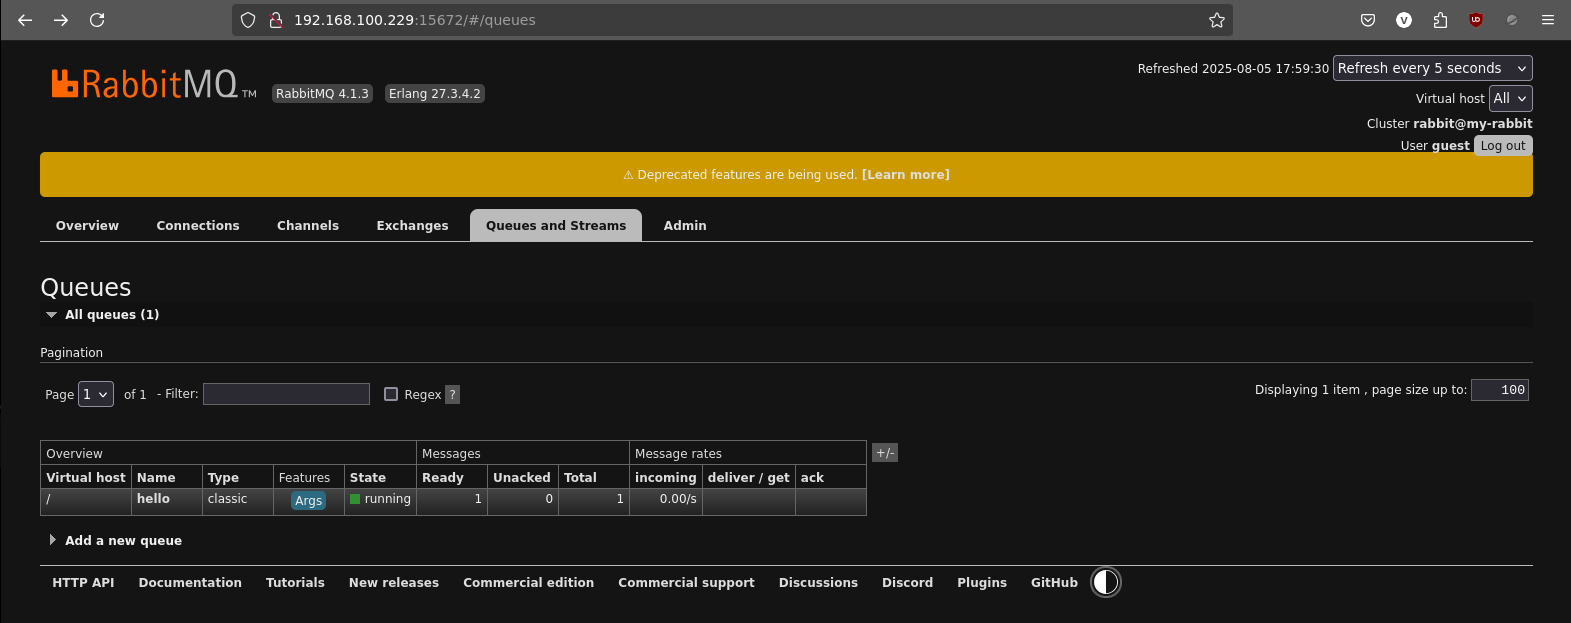 192.168.100.229:15672/#/queues
RabbitMQ™ RabbitMQ 4.1.3 Erlang 27.3.4.2
Refreshed 2025-08-05 17:59:30 Refresh every 5 seconds
Virtual host All
Cluster rabbit@my-rabbit
User guest Log out
⚠ Deprecated features are being used. [Learn more]
Overview Connections Channels Exchanges Queues and Streams Admin
Queues
All queues (1)
Pagination
Page 1 of 1 - Filter: Regex ? Displaying 1 item , page size up to: 100
Overview Messages Message rates +/-
Virtual host Name Type Features State Ready Unacked Total incoming deliver / get ack
/ hello classic Args running 1 0 1 0.00/s
Add a new queue
HTTP API Documentation Tutorials New releases Commercial edition Commercial support Discussions Discord Plugins GitHub